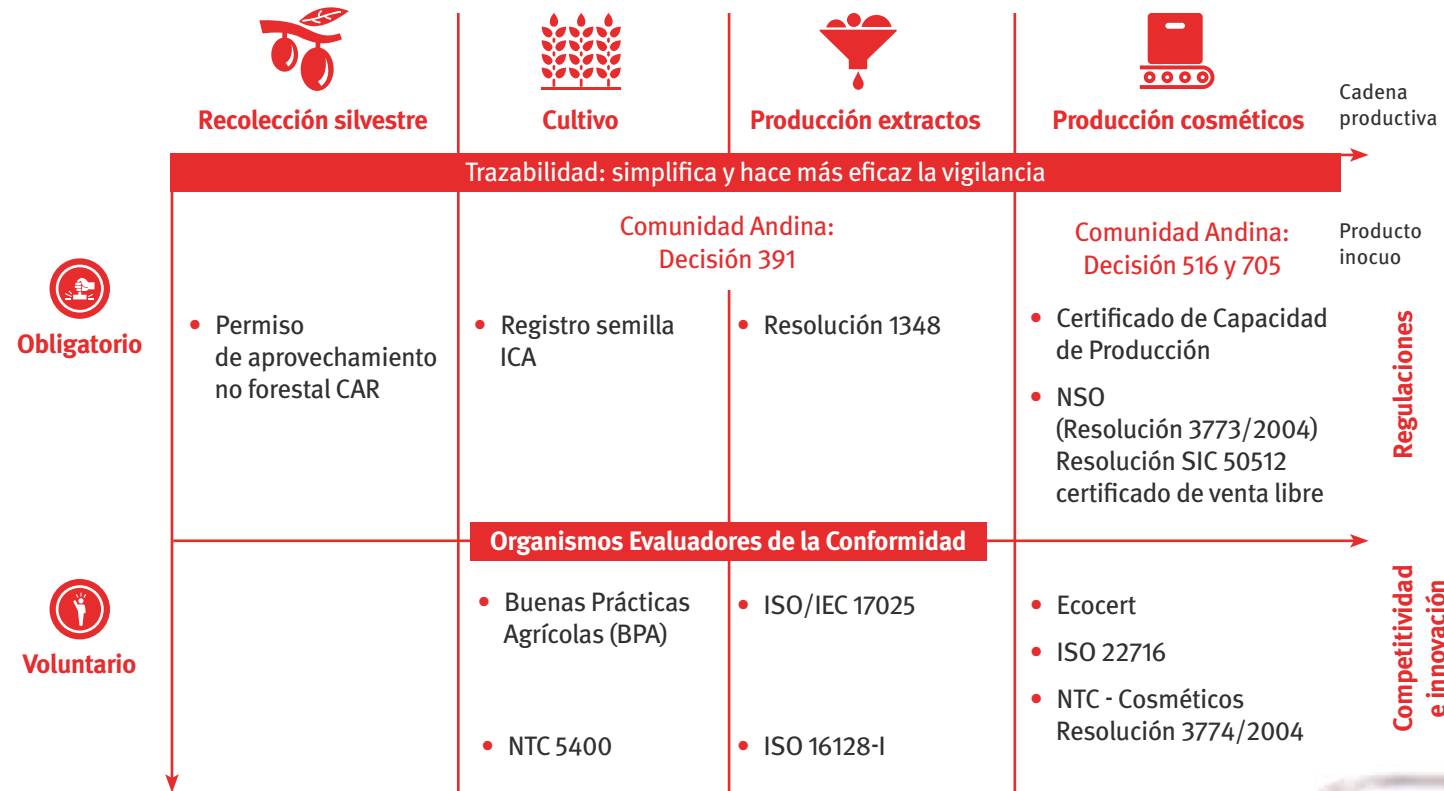 Recolección silvestre
Cultivo
Producción extractos
Producción cosméticos
Cadena
productiva
Trazabilidad: simplifica y hace más eficaz la vigilancia
Comunidad Andina:
Decisión 391
Comunidad Andina:
Decisión 516 y 705
Producto
inocuo
Obligatorio
• Permiso
de aprovechamiento
no forestal CAR
• Registro semilla
ICA
• Resolución 1348
• Certificado de Capacidad
de Producción
• NSO
(Resolución 3773/2004)
Resolución SIC 50512
certificado de venta libre
Regulaciones
Organismos Evaluadores de la Conformidad
Voluntario
• Buenas Prácticas
Agrícolas (BPA)
• NTC 5400
• ISO/IEC 17025
• ISO 16128-I
• Ecocert
• ISO 22716
• NTC - Cosméticos
Resolución 3774/2004
Competitividad
e innovación